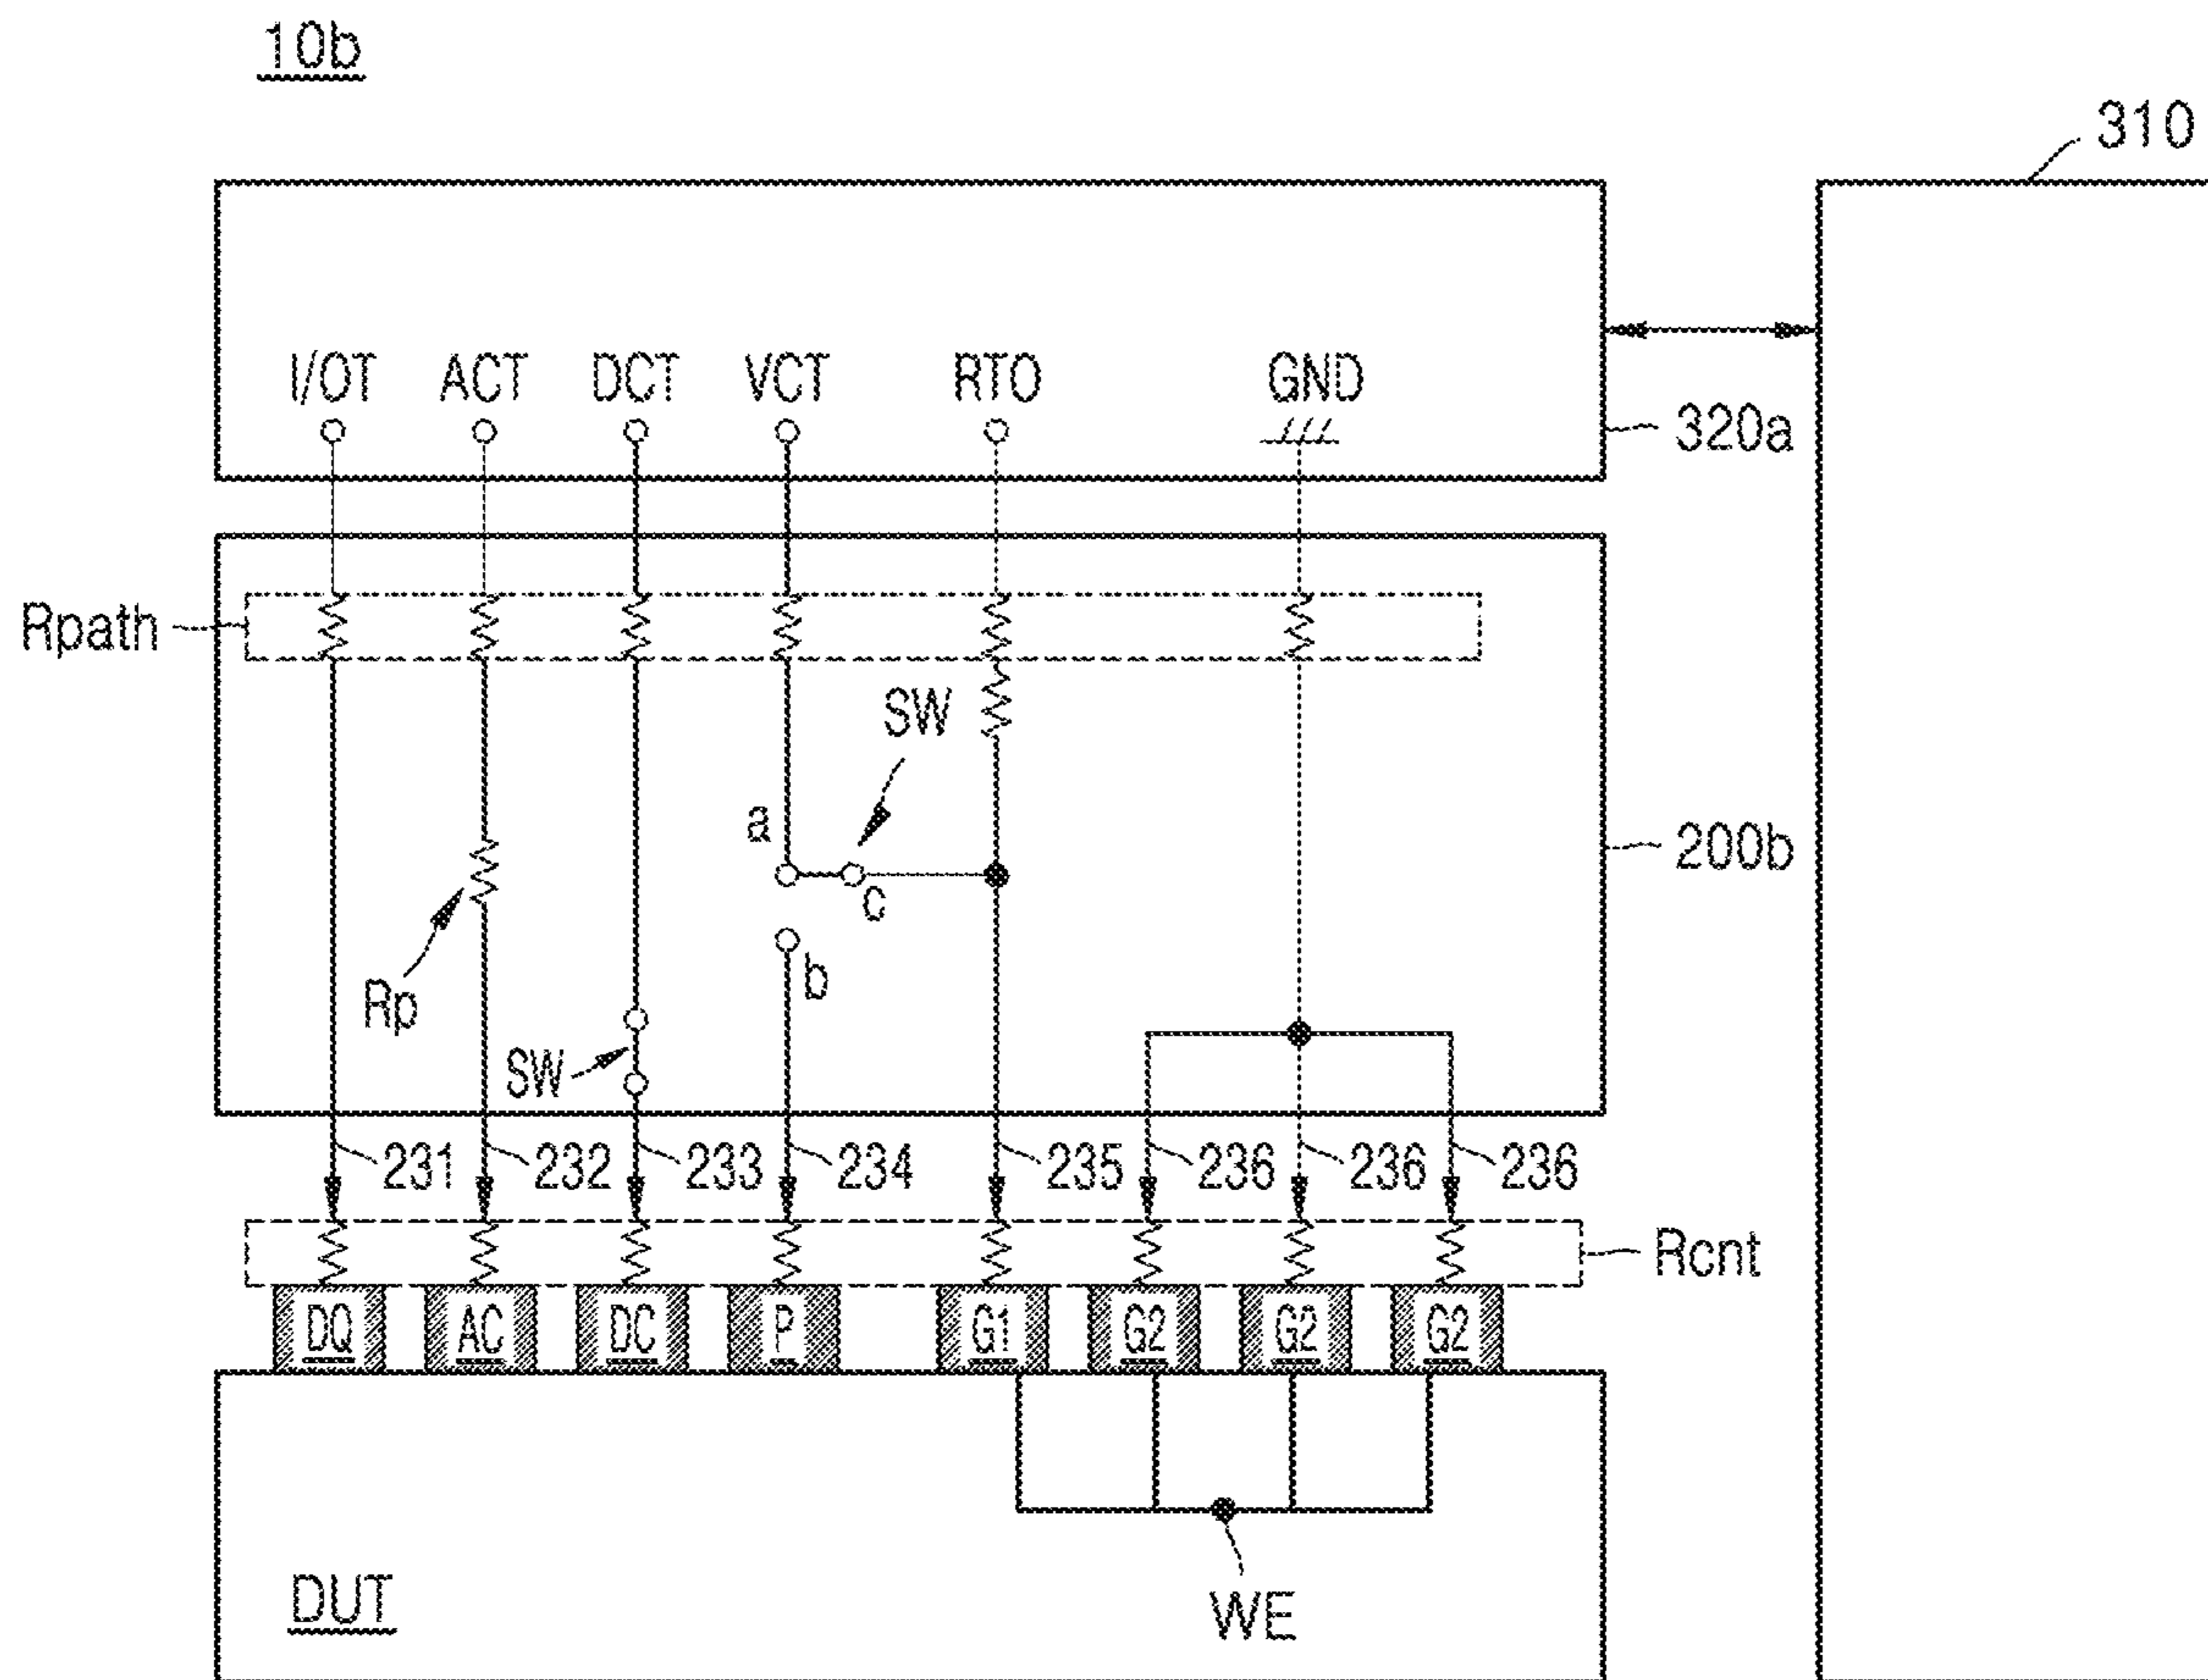 10b
310
I/OT ACT DCT VCT RTO GND
320a
Rpath
SW
a
200b
c
b
Rp
SW
231 232 233 234 235 236 236 236
Rcnt
DQ AC DC P G1 G2 G2 G2
WE
DUT